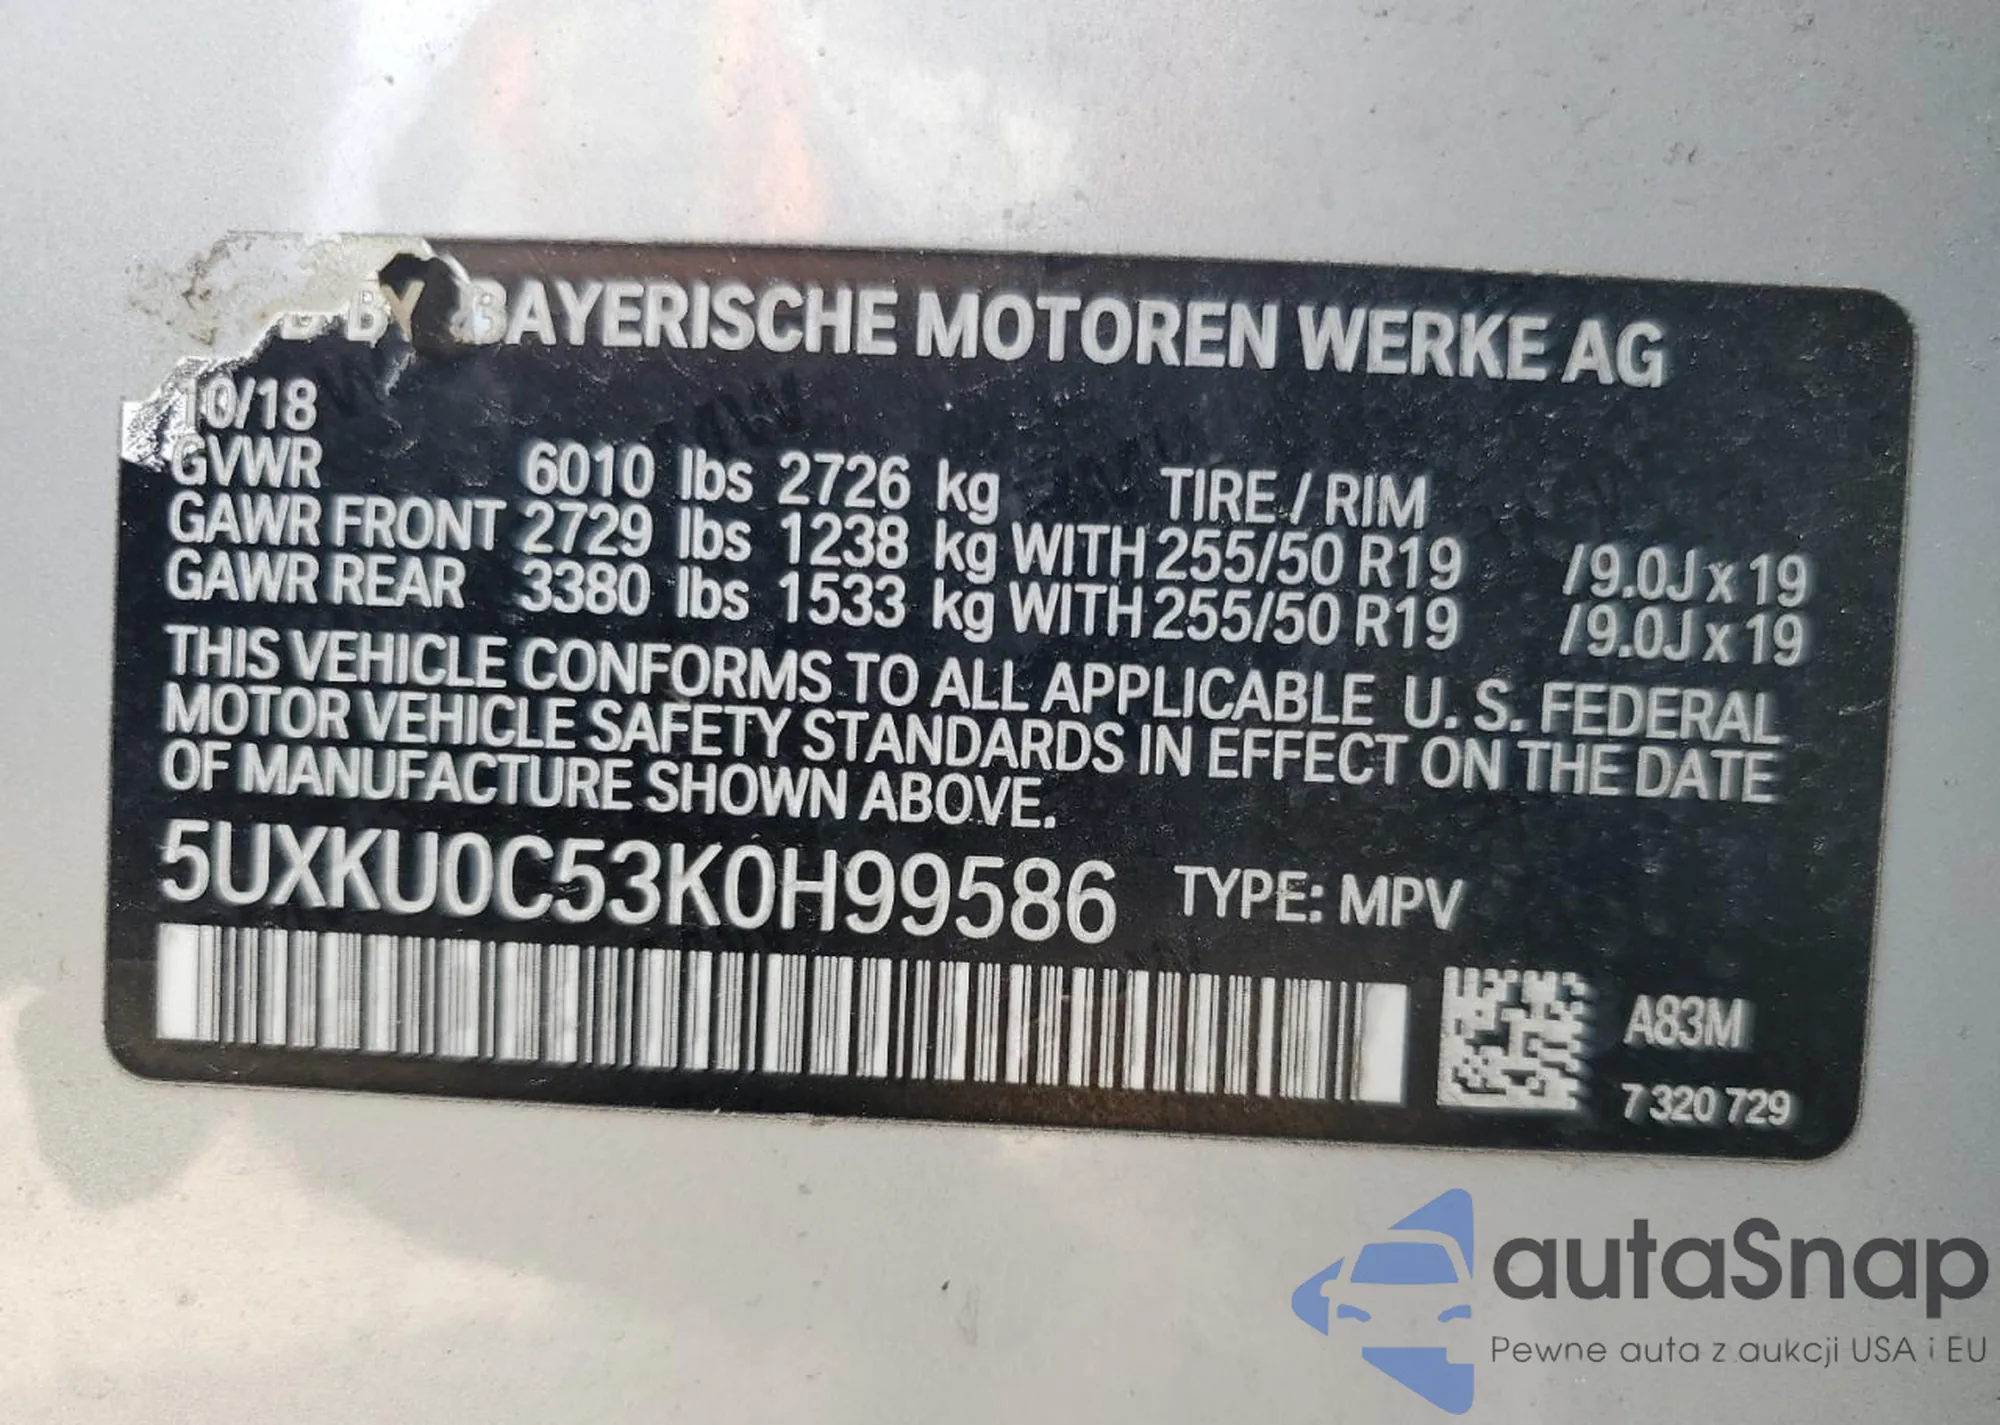 BY BAYERISCHE MOTOREN WERKE AG
10/18
GVWR 6010 lbs 2726 kg TIRE / RIM
GAWR FRONT 2729 lbs 1238 kg WITH 255/50 R19 /9.0J x 19
GAWR REAR 3380 lbs 1533 kg WITH 255/50 R19 /9.0J x 19
THIS VEHICLE CONFORMS TO ALL APPLICABLE U. S. FEDERAL
MOTOR VEHICLE SAFETY STANDARDS IN EFFECT ON THE DATE
OF MANUFACTURE SHOWN ABOVE.
5UXKU0C53K0H99586 TYPE: MPV
A83M
7 320 729
autaSnap
Pewne auta z aukcji USA i EU